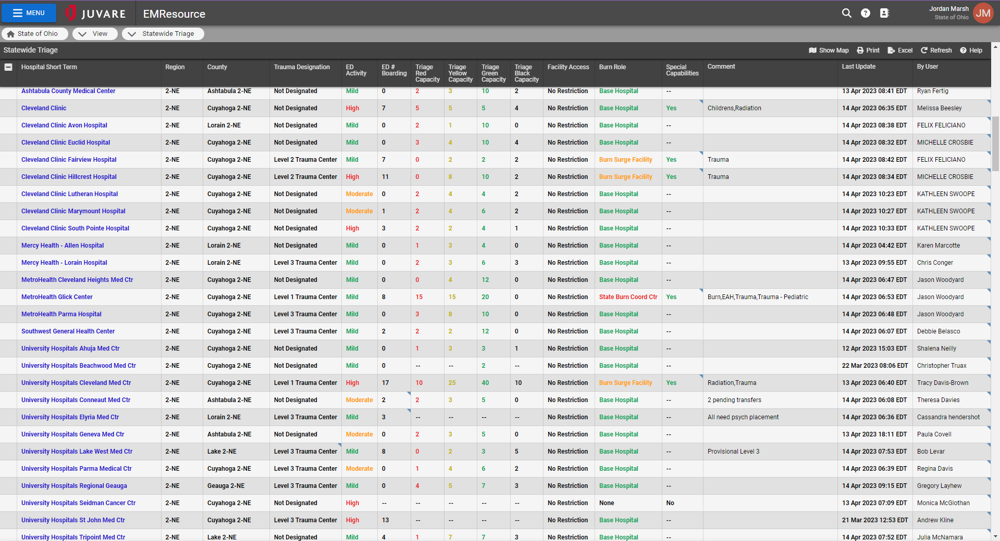 MENU JUVARE EMResource Jordan Marsh JM
State of Ohio
State of Ohio View Statewide Triage
Statewide Triage Show Map Print Excel Refresh Help
Hospital Short Term Region County Trauma Designation ED Activity ED # Boarding Triage Red Capacity Triage Yellow Capacity Triage Green Capacity Triage Black Capacity Facility Access Burn Role Special Capabilities Comment Last Update By User
Ashtabula County Medical Center 2-NE Ashtabula 2-NE Not Designated Mild 0 2 3 10 2 No Restriction Base Hospital -- 13 Apr 2023 08:41 EDT Ryan Fertig
Cleveland Clinic 2-NE Cuyahoga 2-NE Not Designated High 7 5 5 5 4 No Restriction Base Hospital Yes Childrens,Radiation 14 Apr 2023 06:35 EDT Melissa Beesley
Cleveland Clinic Avon Hospital 2-NE Lorain 2-NE Not Designated Mild 0 2 1 10 0 No Restriction Base Hospital -- 14 Apr 2023 08:38 EDT FELIX FELICIANO
Cleveland Clinic Euclid Hospital 2-NE Cuyahoga 2-NE Not Designated Mild 0 3 4 10 4 No Restriction Base Hospital -- 14 Apr 2023 08:32 EDT MICHELLE CROSBIE
Cleveland Clinic Fairview Hospital 2-NE Cuyahoga 2-NE Level 2 Trauma Center Mild 7 0 2 2 2 No Restriction Burn Surge Facility Yes Trauma 14 Apr 2023 08:42 EDT FELIX FELICIANO
Cleveland Clinic Hillcrest Hospital 2-NE Cuyahoga 2-NE Level 2 Trauma Center High 11 0 8 10 2 No Restriction Burn Surge Facility Yes Trauma 14 Apr 2023 08:34 EDT MICHELLE CROSBIE
Cleveland Clinic Lutheran Hospital 2-NE Cuyahoga 2-NE Not Designated Moderate 0 2 4 4 2 No Restriction Base Hospital -- 14 Apr 2023 10:23 EDT KATHLEEN SWOOPE
Cleveland Clinic Marymount Hospital 2-NE Cuyahoga 2-NE Not Designated Moderate 1 2 4 6 2 No Restriction Base Hospital -- 14 Apr 2023 10:27 EDT KATHLEEN SWOOPE
Cleveland Clinic South Pointe Hospital 2-NE Cuyahoga 2-NE Not Designated High 3 2 2 4 1 No Restriction Base Hospital -- 14 Apr 2023 10:33 EDT KATHLEEN SWOOPE
Mercy Health - Allen Hospital 2-NE Lorain 2-NE Not Designated Mild 0 1 3 4 0 No Restriction Base Hospital -- 14 Apr 2023 04:42 EDT Karen Marcotte
Mercy Health - Lorain Hospital 2-NE Lorain 2-NE Level 3 Trauma Center Mild 0 2 3 6 3 No Restriction Base Hospital -- 13 Apr 2023 09:55 EDT Chris Conger
MetroHealth Cleveland Heights Med Ctr 2-NE Cuyahoga 2-NE Not Designated Mild 0 0 4 12 0 No Restriction Base Hospital -- 14 Apr 2023 06:47 EDT Jason Woodyard
MetroHealth Glick Center 2-NE Cuyahoga 2-NE Level 1 Trauma Center Mild 8 15 15 20 0 No Restriction State Burn Coord Ctr Yes Burn,EAH,Trauma,Trauma - Pediatric 14 Apr 2023 06:53 EDT Jason Woodyard
MetroHealth Parma Hospital 2-NE Cuyahoga 2-NE Level 3 Trauma Center Mild 0 3 8 10 0 No Restriction Base Hospital -- 14 Apr 2023 06:48 EDT Jason Woodyard
Southwest General Health Center 2-NE Cuyahoga 2-NE Level 3 Trauma Center Mild 2 2 2 12 0 No Restriction Base Hospital -- 14 Apr 2023 06:07 EDT Debbie Belasco
University Hospitals Ahuja Med Ctr 2-NE Cuyahoga 2-NE Not Designated Mild 0 1 3 3 1 No Restriction Base Hospital -- 12 Apr 2023 15:03 EDT Shalena Neilly
University Hospitals Beachwood Med Ctr 2-NE Cuyahoga 2-NE Not Designated Mild 0 -- -- 2 -- No Restriction Base Hospital -- 22 Mar 2023 08:06 EDT Christopher Truax
University Hospitals Cleveland Med Ctr 2-NE Cuyahoga 2-NE Level 1 Trauma Center High 17 10 25 40 10 No Restriction Burn Surge Facility Yes Radiation,Trauma 13 Apr 2023 06:40 EDT Tracy Davis-Brown
University Hospitals Conneaut Med Ctr 2-NE Ashtabula 2-NE Not Designated Moderate 2 2 3 5 0 No Restriction Base Hospital -- 2 pending transfers 14 Apr 2023 06:08 EDT Theresa Davies
University Hospitals Elyria Med Ctr 2-NE Lorain 2-NE Level 3 Trauma Center Mild 3 -- -- -- -- No Restriction Base Hospital -- All need psych placement 14 Apr 2023 06:36 EDT Cassandra hendershot
University Hospitals Geneva Med Ctr 2-NE Ashtabula 2-NE Not Designated Moderate 0 2 3 5 0 No Restriction Base Hospital -- 13 Apr 2023 18:11 EDT Paula Covell
University Hospitals Lake West Med Ctr 2-NE Lake 2-NE Level 3 Trauma Center Mild 8 0 2 3 5 No Restriction Base Hospital -- Provisional Level 3 14 Apr 2023 07:53 EDT Bob Levar
University Hospitals Parma Medical Ctr 2-NE Cuyahoga 2-NE Level 3 Trauma Center Moderate 0 1 4 6 2 No Restriction Base Hospital -- 14 Apr 2023 06:39 EDT Regina Davis
University Hospitals Regional Geauga 2-NE Geauga 2-NE Level 3 Trauma Center Mild 0 4 5 7 3 No Restriction Base Hospital -- 14 Apr 2023 09:15 EDT Gregory Layhew
University Hospitals Seidman Cancer Ctr 2-NE Cuyahoga 2-NE Not Designated High -- -- -- -- -- No Restriction None No 13 Apr 2023 07:09 EDT Monica McGlothan
University Hospitals St John Med Ctr 2-NE Cuyahoga 2-NE Level 3 Trauma Center High 13 -- -- -- -- No Restriction Base Hospital -- 21 Mar 2023 12:53 EDT Andrew Kline
University Hospitals Tripoint Med Ctr 2-NE Lake 2-NE Not Designated Mild 4 1 7 7 3 No Restriction Base Hospital -- 14 Apr 2023 07:52 EDT Julia McNamara